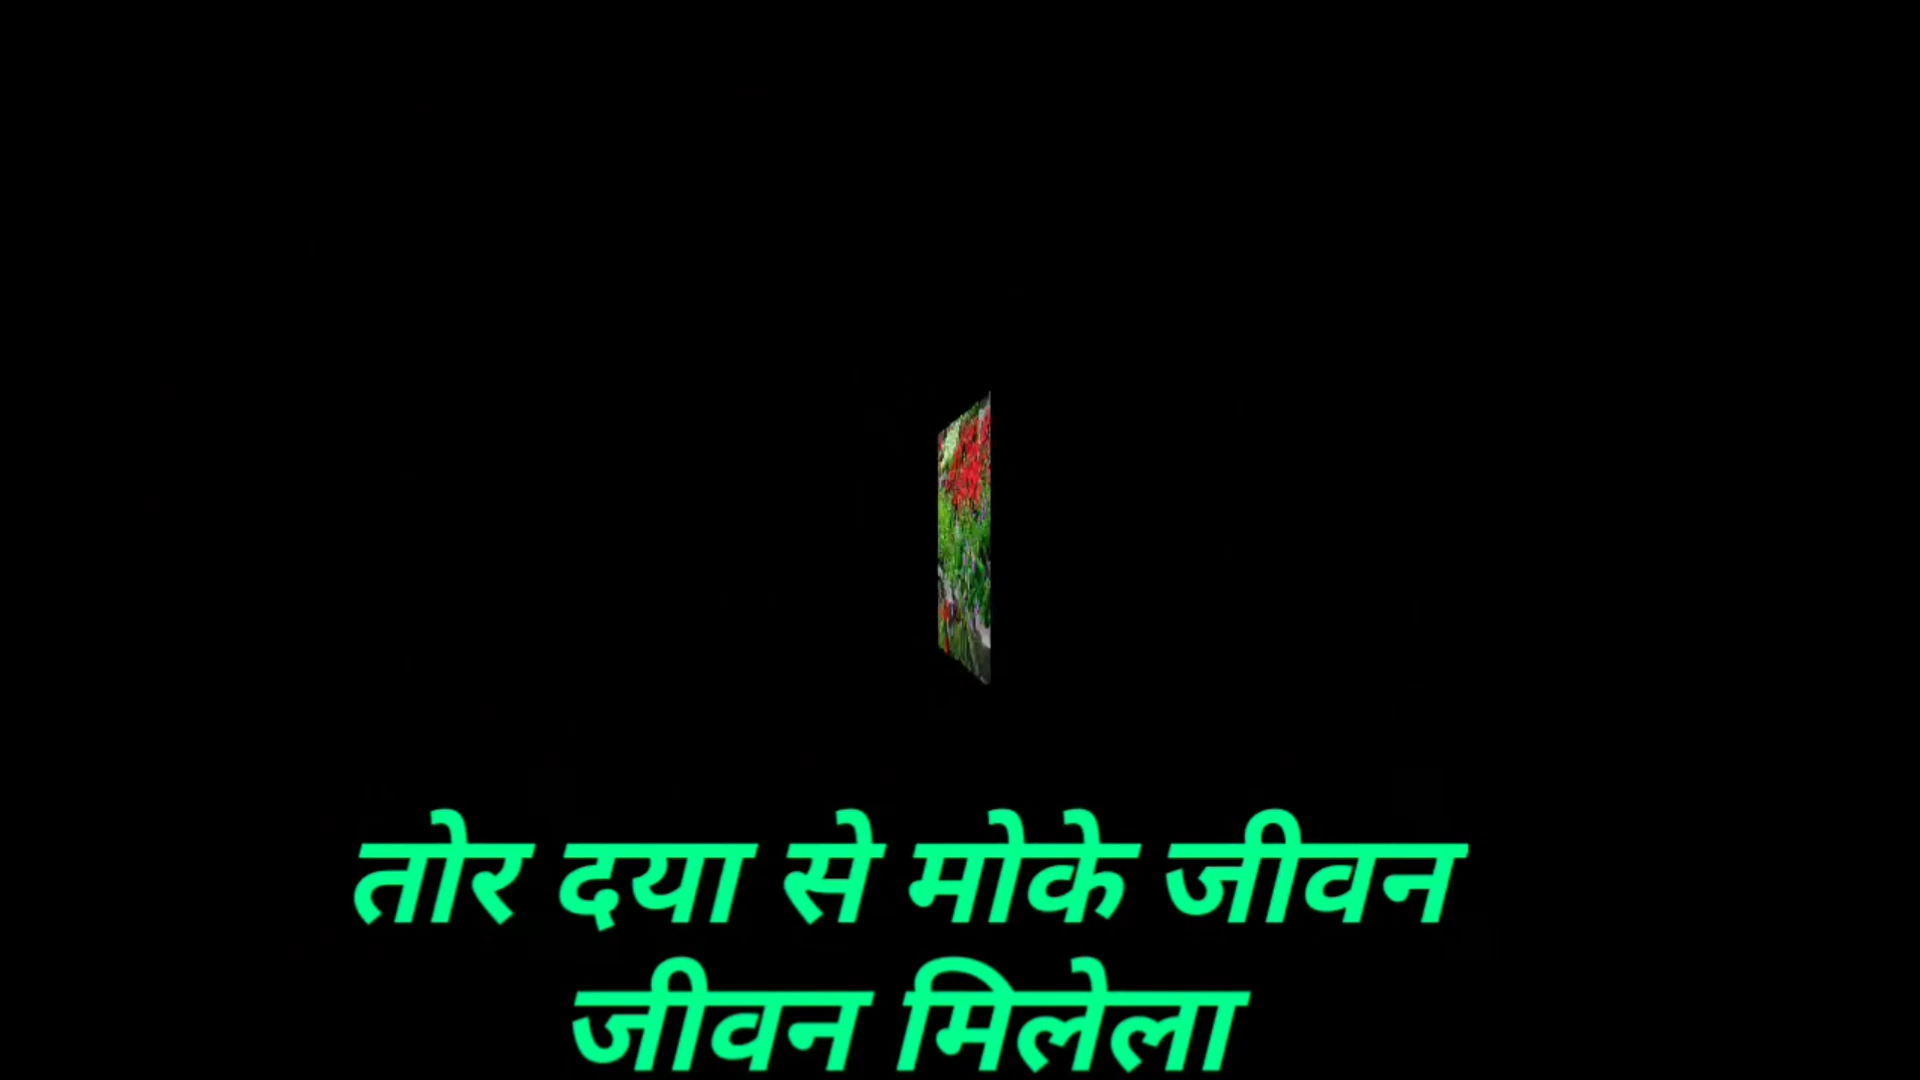 तोर दया से मोके जीवन
जीवन मिलेला